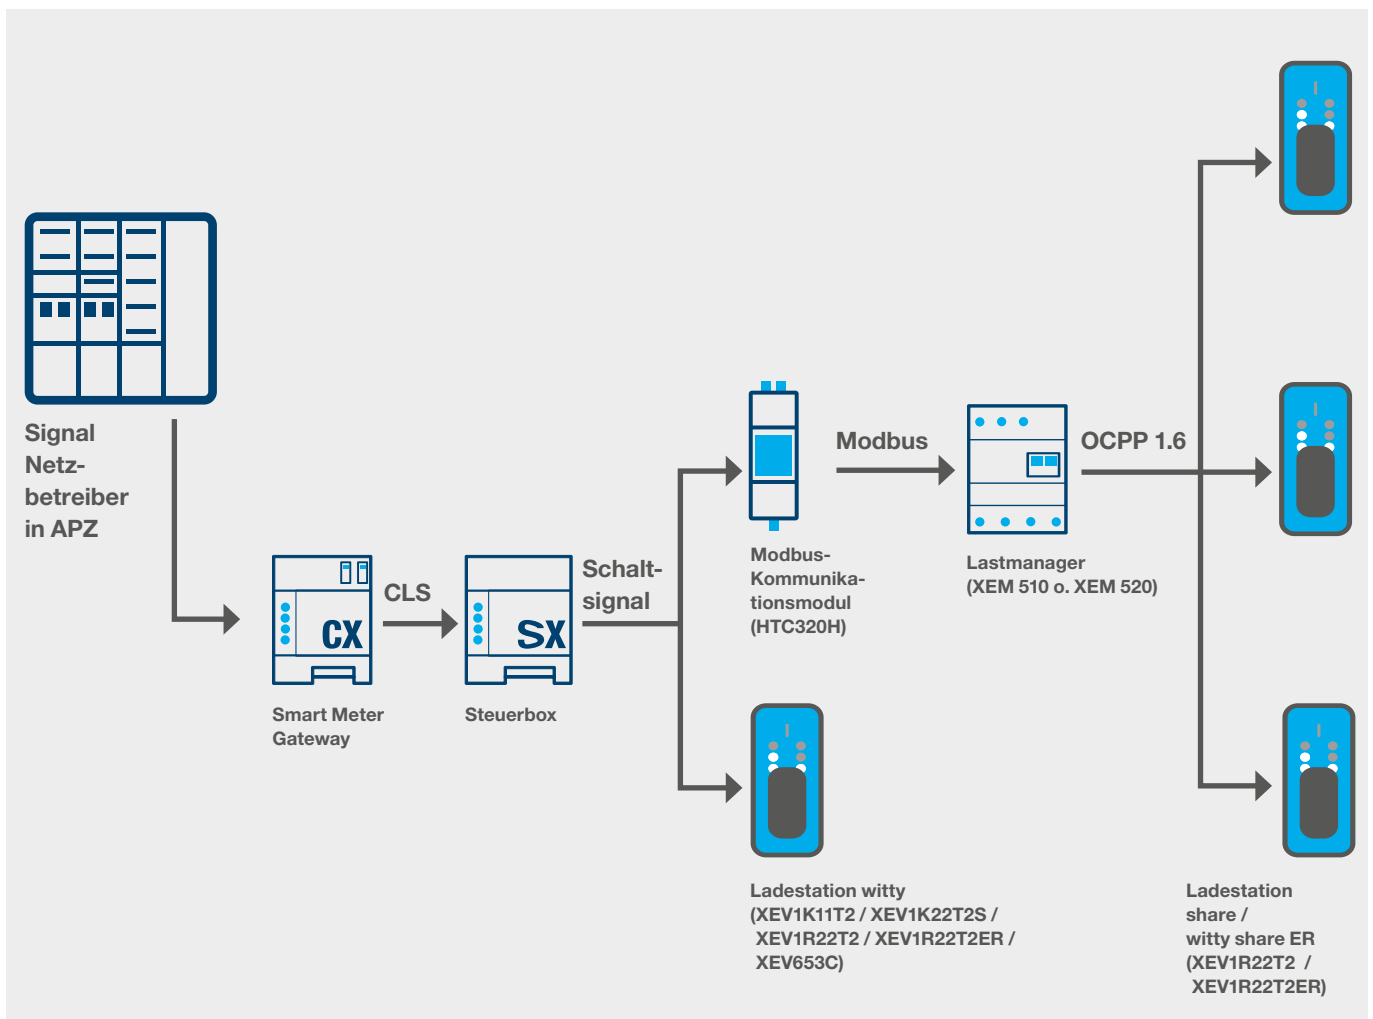 Signal
Netz-
betreiber
in APZ
CX
Smart Meter
Gateway
CLS
SX
Steuerbox
Schalt-
signal
Modbus-
Kommunika-
tionsmodul
(HTC320H)
Modbus
Lastmanager
(XEM 510 o. XEM 520)
OCPP 1.6
Ladestation witty
(XEV1K11T2 / XEV1K22T2S /
XEV1R22T2 / XEV1R22T2ER /
XEV653C)
Ladestation
share /
witty share ER
(XEV1R22T2 /
XEV1R22T2ER)